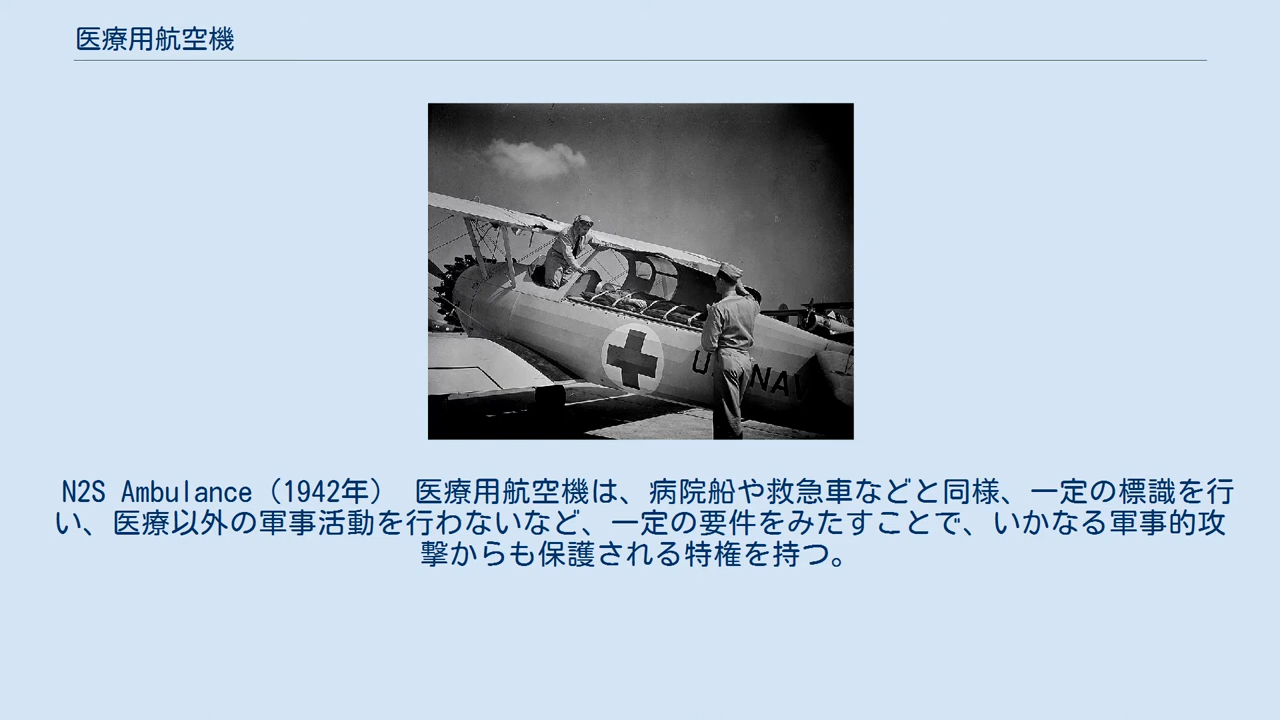 医療用航空機
U. NAV
N2S Ambulance（1942年） 医療用航空機は、病院船や救急車などと同様、一定の標識を行
い、医療以外の軍事活動を行わないなど、一定の要件をみたすことで、いかなる軍事的攻
撃からも保護される特権を持つ。